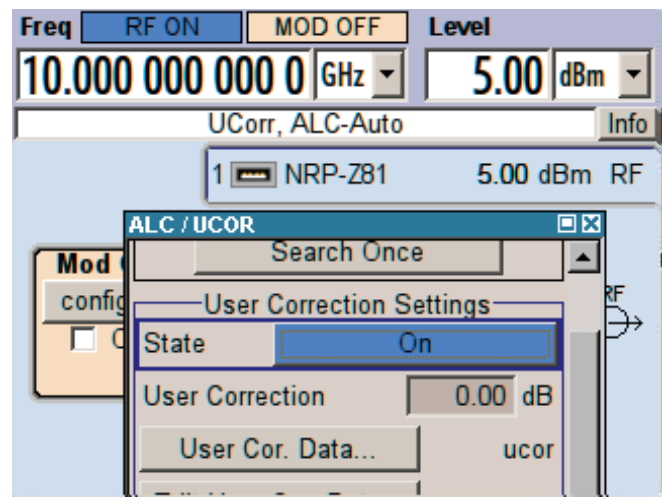 Freq RF ON MOD OFF Level
10.000 000 000 0 GHz 5.00 dBm
UCorr, ALC-Auto Info
1 NRP-Z81 5.00 dBm RF
ALC / UCOR
Search Once
Mod
config
RF
User Correction Settings
State On
User Correction 0.00 dB
User Cor. Data... ucor